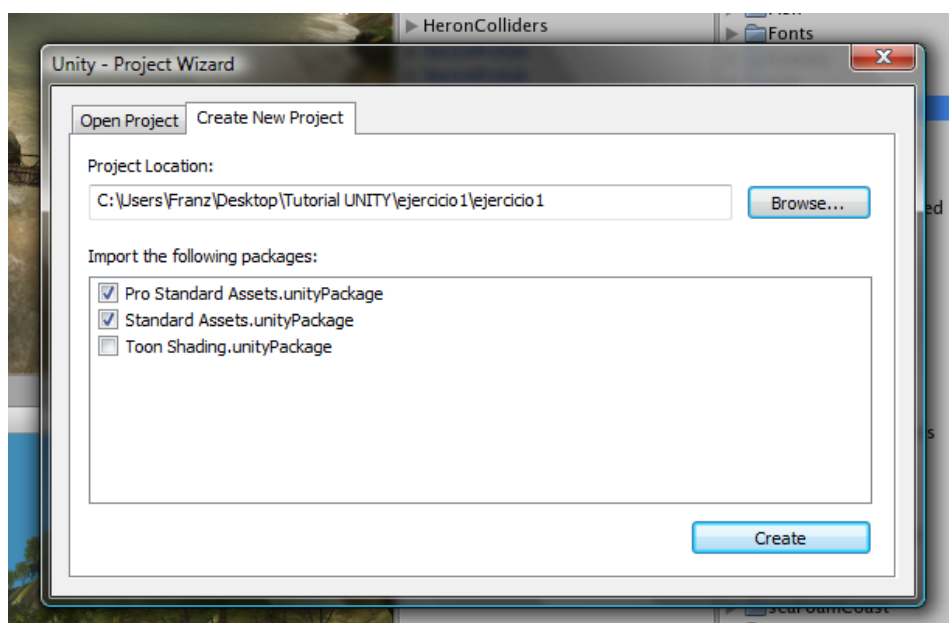 HeronColliders
Fonts
Unity - Project Wizard
Open Project
Create New Project
Project Location:
C:\Users\Franz\Desktop\Tutorial UNITY\ejercicio1\ejercicio1
Browse...
Import the following packages:
Pro Standard Assets.unityPackage
Standard Assets.unityPackage
Toon Shading.unityPackage
Create